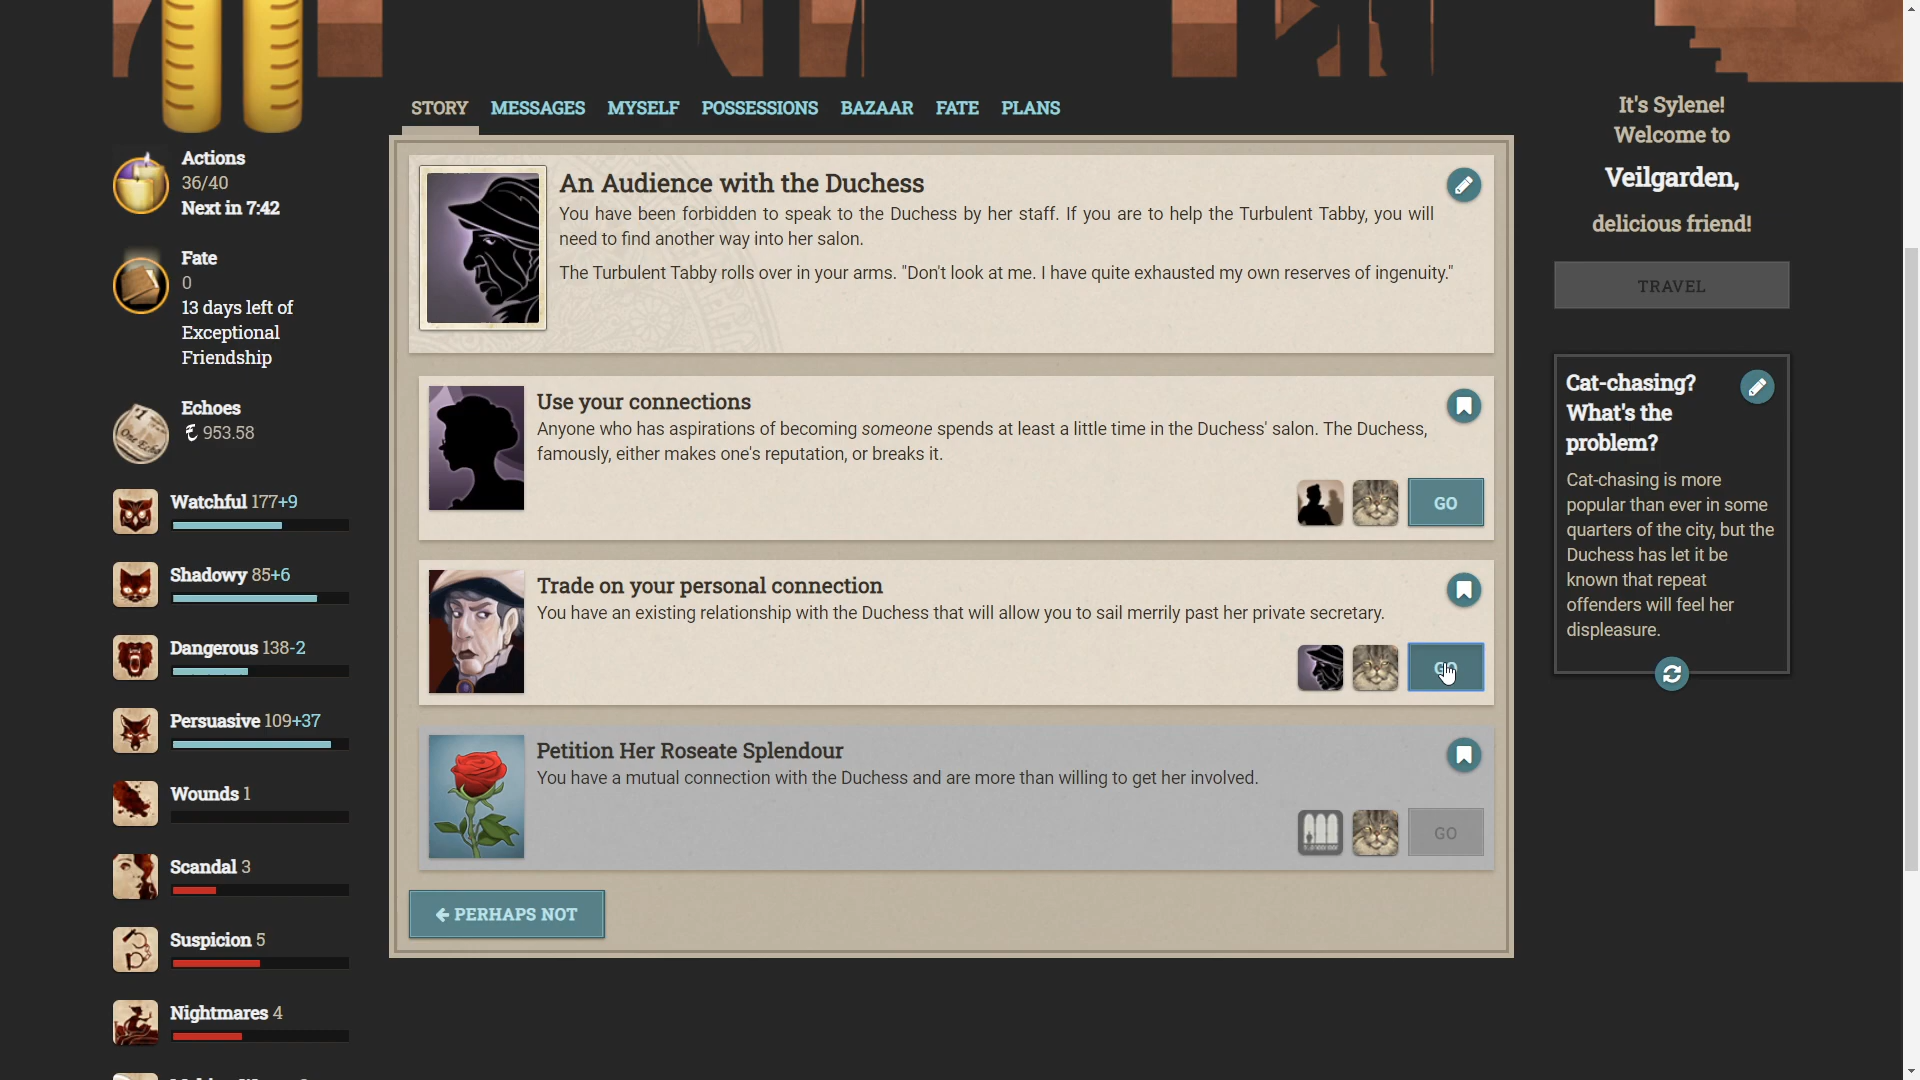 STORY MESSAGES MYSELF POSSESSIONS BAZAAR FATE PLANS
Actions
36/40
Next in 7:42
Fate
0
13 days left of
Exceptional
Friendship
Echoes
953.58
Watchful 177+9
Shadowy 85+6
Dangerous 138-2
Persuasive 109+37
Wounds 1
Scandal 3
Suspicion 5
Nightmares 4
An Audience with the Duchess
You have been forbidden to speak to the Duchess by her staff. If you are to help the Turbulent Tabby, you will
need to find another way into her salon.
The Turbulent Tabby rolls over in your arms. "Don't look at me. I have quite exhausted my own reserves of ingenuity."
Use your connections
Anyone who has aspirations of becoming someone spends at least a little time in the Duchess' salon. The Duchess,
famously, either makes one's reputation, or breaks it.
GO
Trade on your personal connection
You have an existing relationship with the Duchess that will allow you to sail merrily past her private secretary.
GO
Petition Her Roseate Splendour
You have a mutual connection with the Duchess and are more than willing to get her involved.
GO
PERHAPS NOT
It's Sylene!
Welcome to
Veilgarden,
delicious friend!
TRAVEL
Cat-chasing?
What's the
problem?
Cat-chasing is more
popular than ever in some
quarters of the city, but the
Duchess has let it be
known that repeat
offenders will feel her
displeasure.